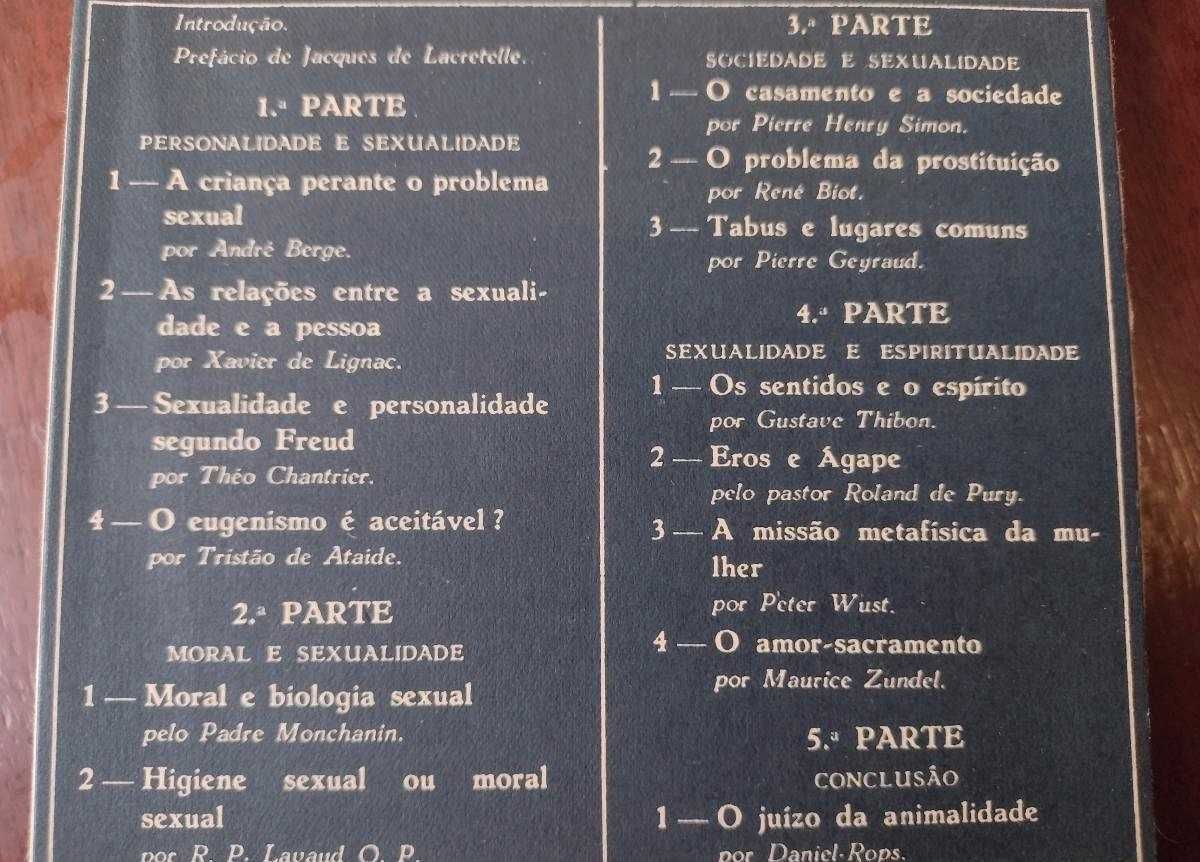 Introdução.
Prefácio de Jacques de Lacretelle.
1.ª PARTE
PERSONALIDADE E SEXUALIDADE
1 — A criança perante o problema
sexual
por André Berge.
2 — As relações entre a sexuali-
dade e a pessoa
por Xavier de Lignac.
3 — Sexualidade e personalidade
segundo Freud
por Théo Chantrier.
4 — O eugenismo é aceitável?
por Tristão de Ataide.
2.ª PARTE
MORAL E SEXUALIDADE
1 — Moral e biologia sexual
pelo Padre Monchanin.
2 — Higiene sexual ou moral
sexual
por R. P. Lavaud O. P.
3.ª PARTE
SOCIEDADE E SEXUALIDADE
1 — O casamento e a sociedade
por Pierre Henry Simon.
2 — O problema da prostituição
por René Biot.
3 — Tabus e lugares comuns
por Pierre Geyraud.
4.ª PARTE
SEXUALIDADE E ESPIRITUALIDADE
1 — Os sentidos e o espírito
por Gustave Thibon.
2 — Eros e Ágape
pelo pastor Roland de Pury.
3 — A missão metafísica da mu-
lher
por Peter Wust.
4 — O amor-sacramento
por Maurice Zundel.
5.ª PARTE
CONCLUSÃO
1 — O juízo da animalidade
por Daniel-Rops.